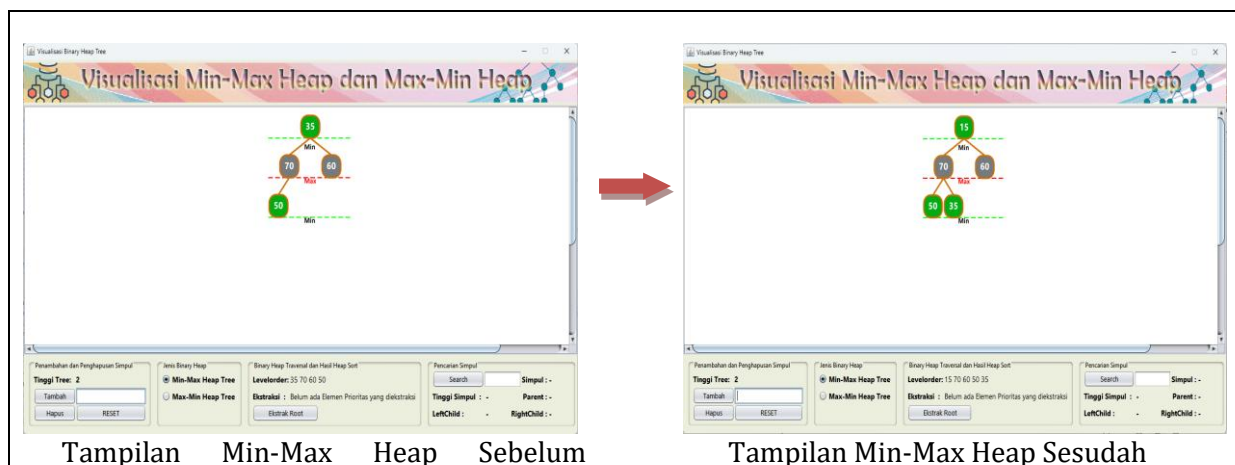 Visualisasi Binary Heap Tree
Visualisasi Min-Max Heap dan Max-Min Heap
35
Min
70 60
Max
50
Min
Penambahan dan Penghapusan Simpul
Tinggi Tree: 2
Tambah
Hapus RESET
Jenis Binary Heap
Min-Max Heap Tree
Max-Min Heap Tree
Binary Heap Traversal dan Hasil Heap Sort
Levelorder: 35 70 60 50
Ekstraksi : Belum ada Elemen Prioritas yang diekstraksi
Ekstrak Root
Pencarian Simpul
Search Simpul : -
Tinggi Simpul : - Parent : -
LeftChild : - RightChild : -
Tampilan Min-Max Heap Sebelum
Visualisasi Binary Heap Tree
Visualisasi Min-Max Heap dan Max-Min Heap
15
Min
70 60
Max
50 35
Min
Penambahan dan Penghapusan Simpul
Tinggi Tree: 2
Tambah
Hapus RESET
Jenis Binary Heap
Min-Max Heap Tree
Max-Min Heap Tree
Binary Heap Traversal dan Hasil Heap Sort
Levelorder: 15 70 60 50 35
Ekstraksi : Belum ada Elemen Prioritas yang diekstraksi
Ekstrak Root
Pencarian Simpul
Search Simpul : -
Tinggi Simpul : - Parent : -
LeftChild : - RightChild : -
Tampilan Min-Max Heap Sesudah